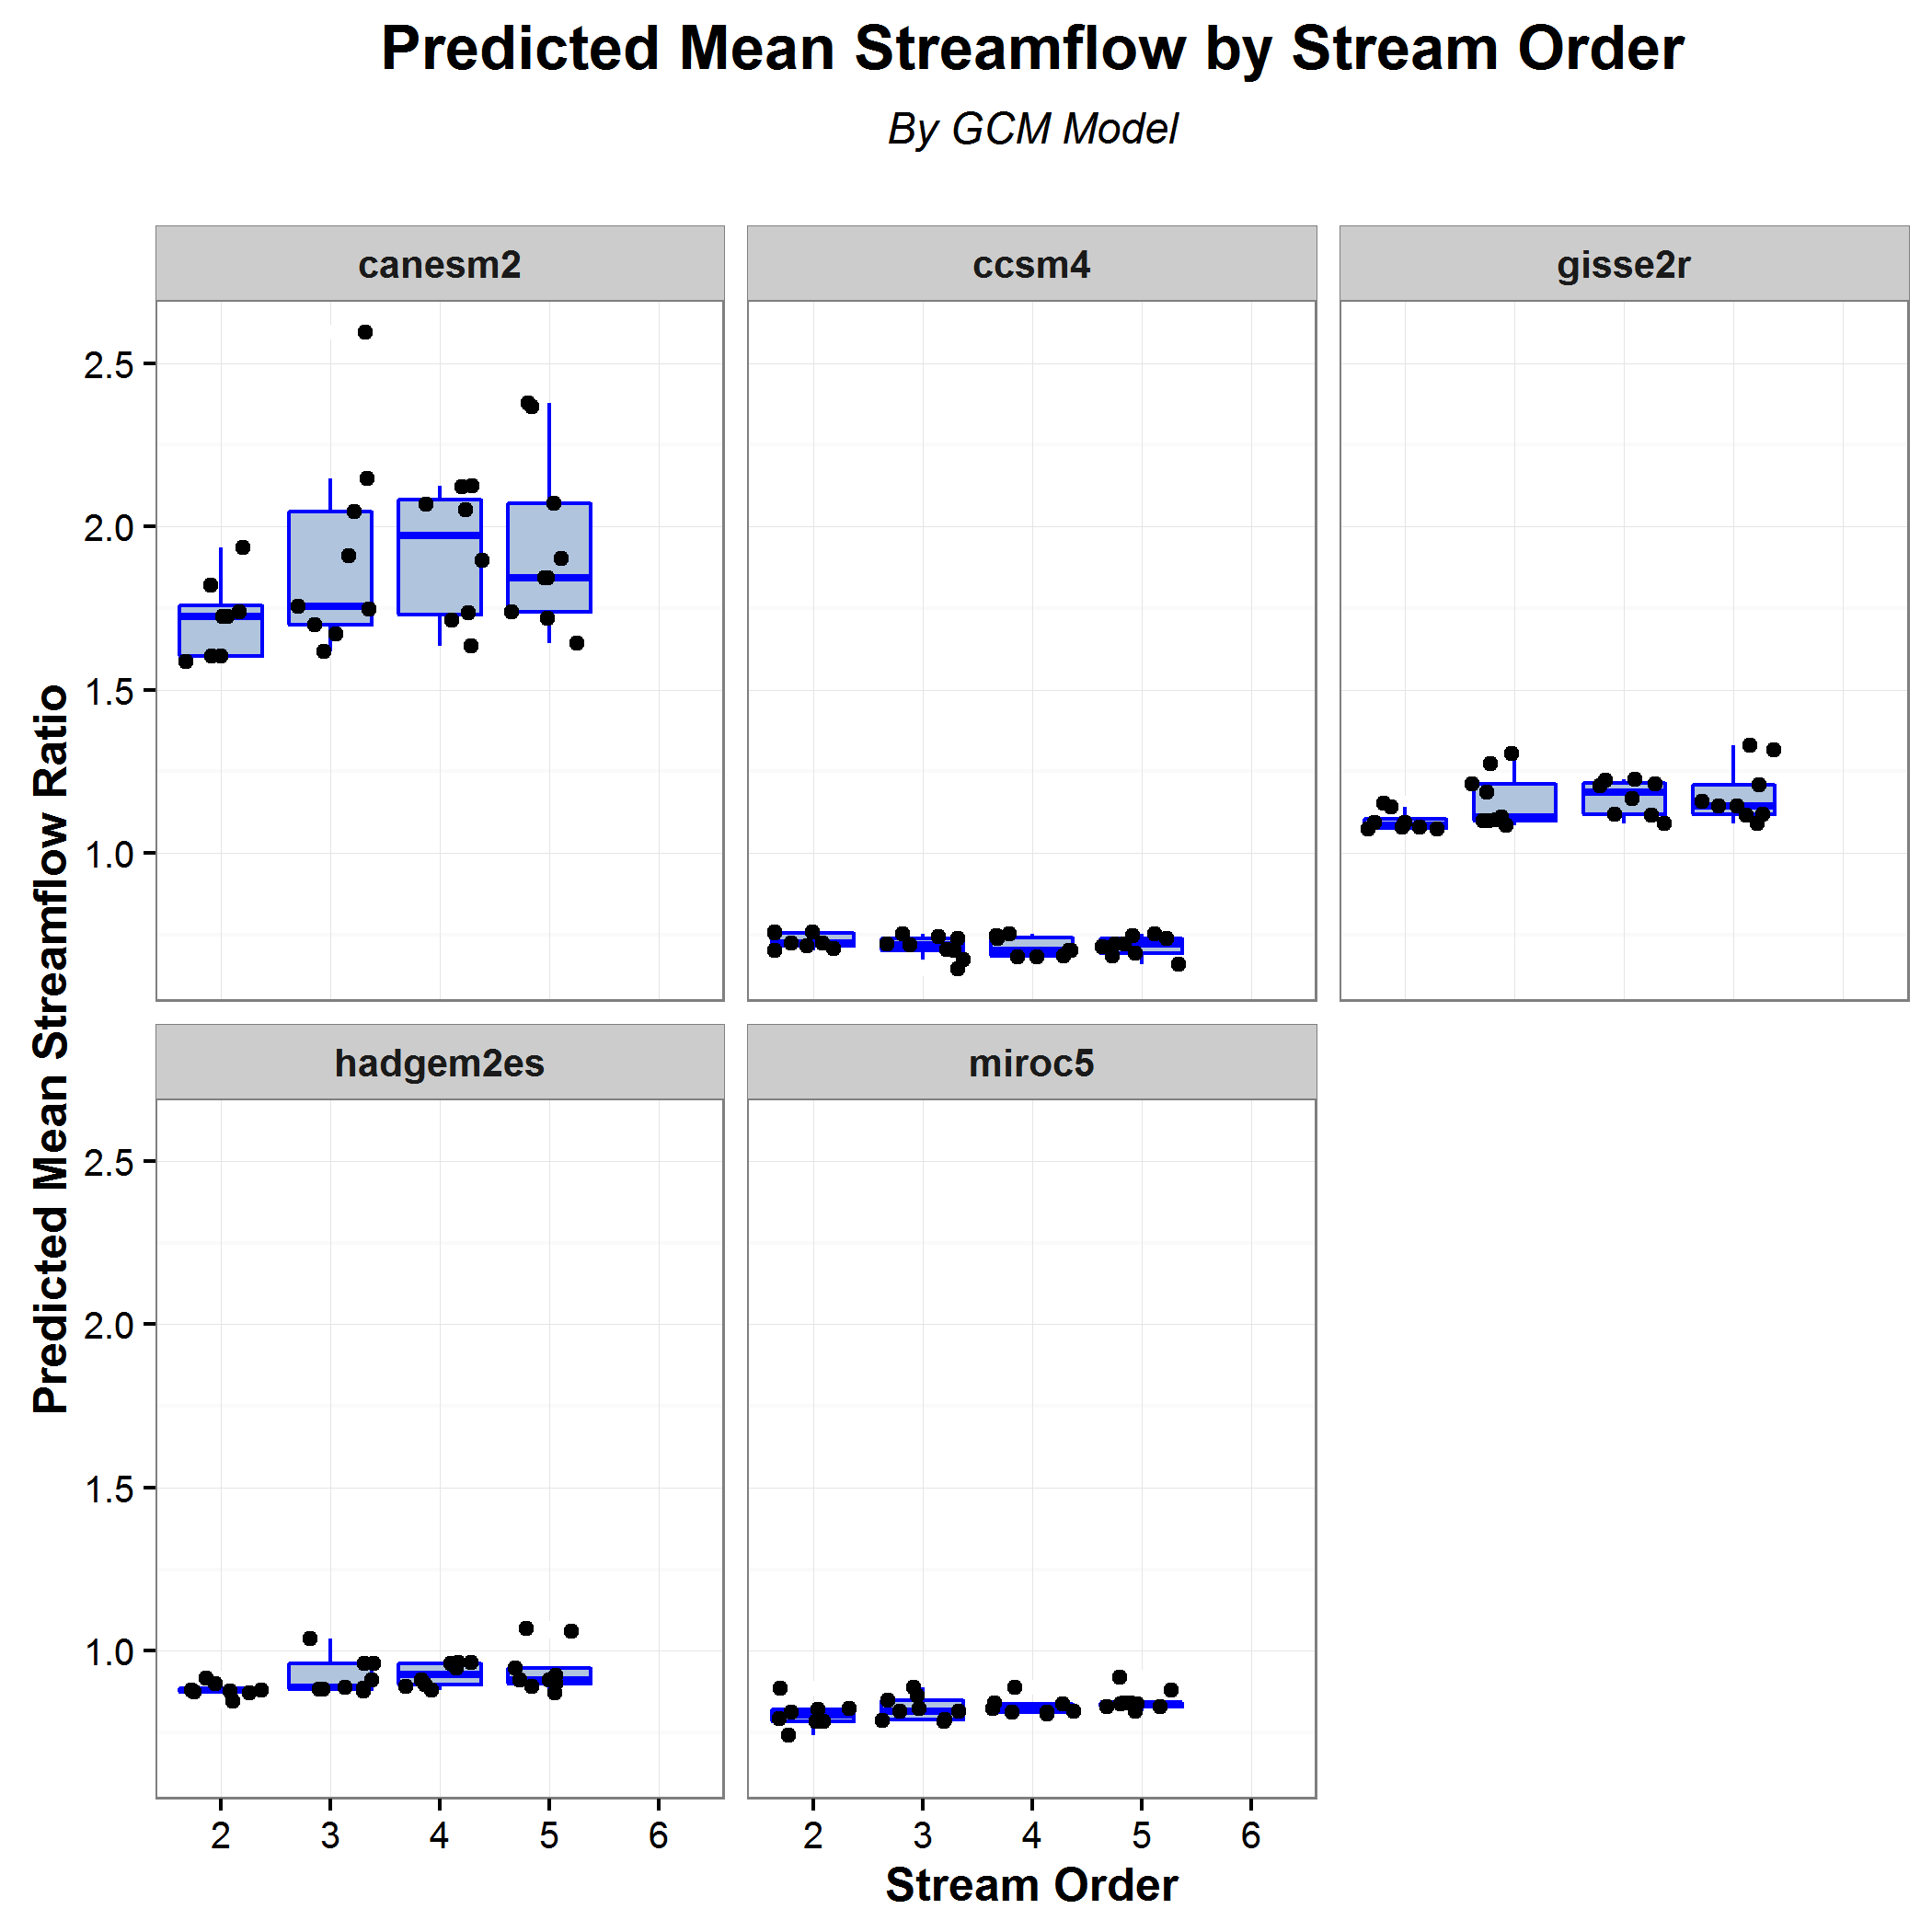 Predicted Mean Streamflow by Stream Order
By GCM Model
canesm2
ccsm4
gisse2r
2.5
2.0
1.5
1.0
Predicted Mean Streamflow Ratio
hadgem2es
miroc5
2.5
2.0
1.5
1.0
2 3 4 5 6
2 3 4 5 6
Stream Order